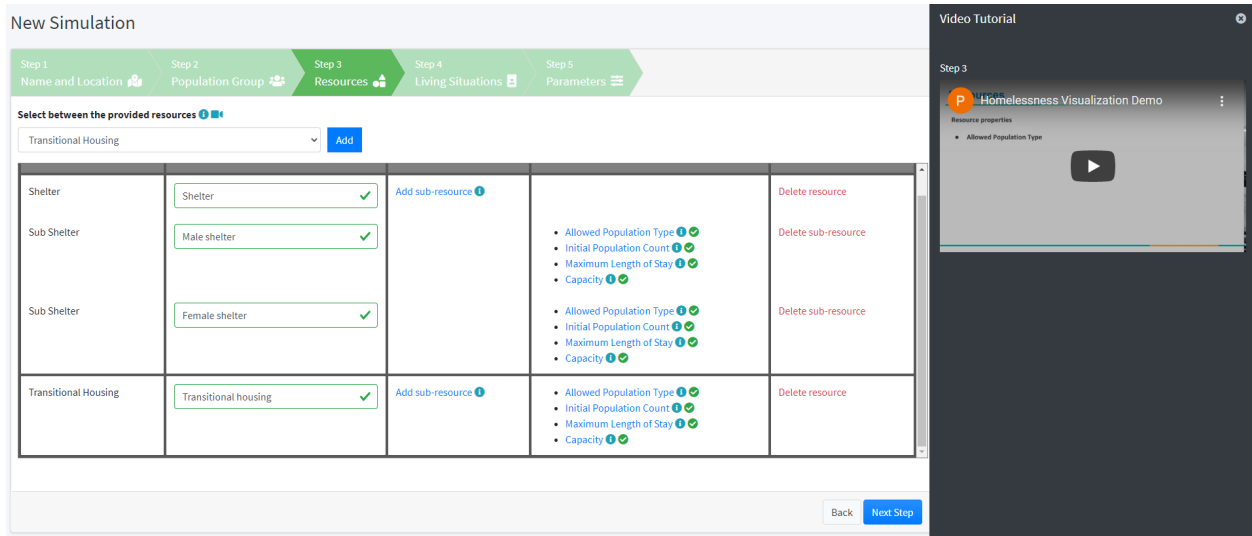 New Simulation
Step 1
Name and Location
Step 2
Population Group
Step 3
Resources
Step 4
Living Situations
Step 5
Parameters
Select between the provided resources
Transitional Housing
Add
Shelter
Shelter
Add sub-resource
Delete resource
Sub Shelter
Male shelter
Allowed Population Type
Initial Population Count
Maximum Length of Stay
Capacity
Delete sub-resource
Sub Shelter
Female shelter
Allowed Population Type
Initial Population Count
Maximum Length of Stay
Capacity
Delete sub-resource
Transitional Housing
Transitional housing
Add sub-resource
Allowed Population Type
Initial Population Count
Maximum Length of Stay
Capacity
Delete resource
Back
Next Step
Video Tutorial
Step 3
P
Homelessness Visualization Demo
Resource properties
Allowed Population Type